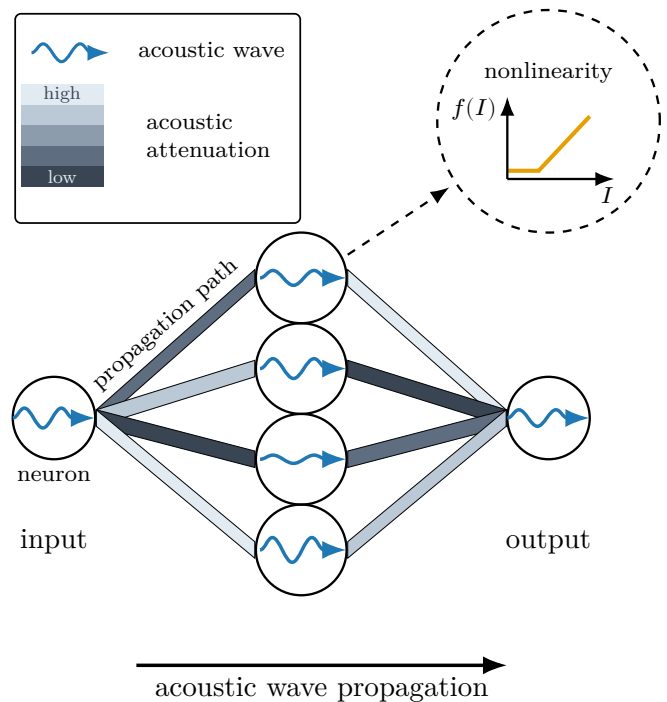 acoustic wave
high
acoustic
attenuation
low
nonlinearity
f(I)
I
propagation path
neuron
input
output
acoustic wave propagation